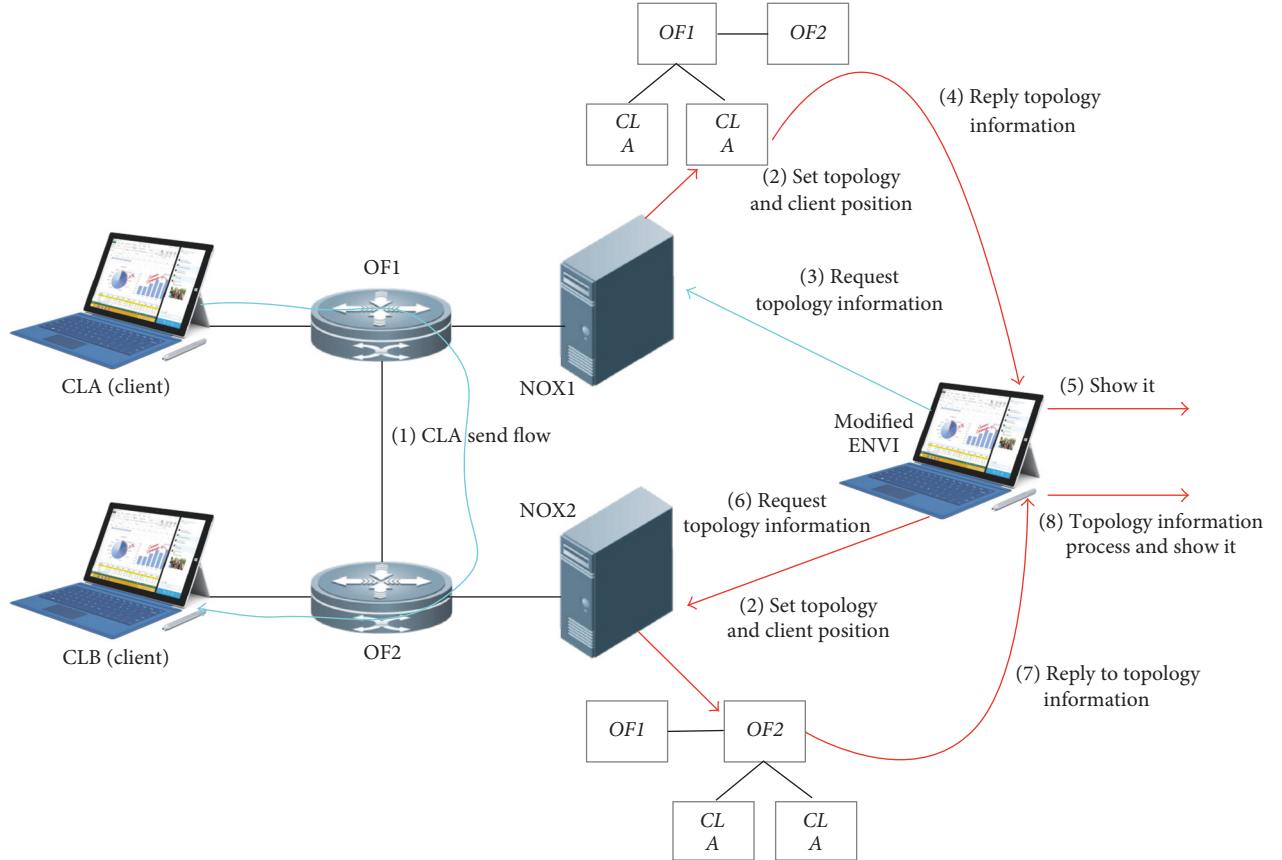 OF1
OF2
CL
A
CL
A
(4) Reply topology
information
(2) Set topology
and client position
OF1
(3) Request
topology information
NOX1
CLA (client)
(5) Show it
Modified
ENVI
(1) CLA send flow
NOX2
(6) Request
topology information
(8) Topology information
process and show it
(2) Set topology
and client position
OF2
CLB (client)
(7) Reply to topology
information
OF1
OF2
CL
A
CL
A